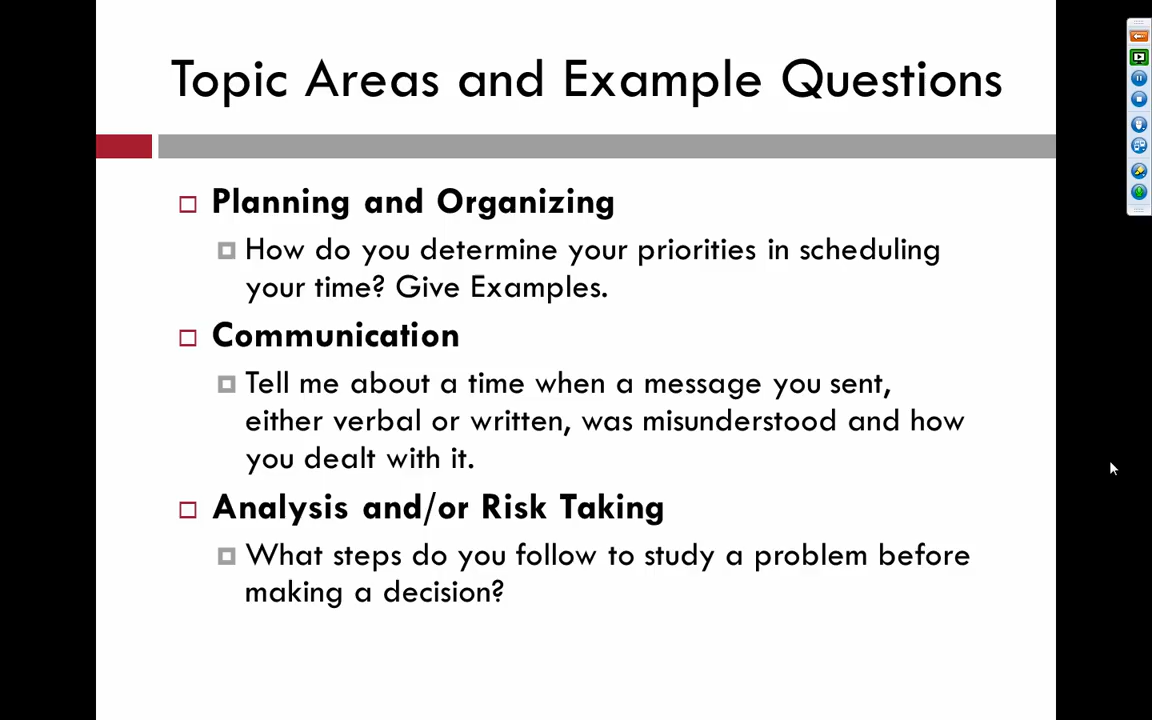 Topic Areas and Example Questions
Planning and Organizing
How do you determine your priorities in scheduling
your time? Give Examples.
Communication
Tell me about a time when a message you sent,
either verbal or written, was misunderstood and how
you dealt with it.
Analysis and/or Risk Taking
What steps do you follow to study a problem before
making a decision?